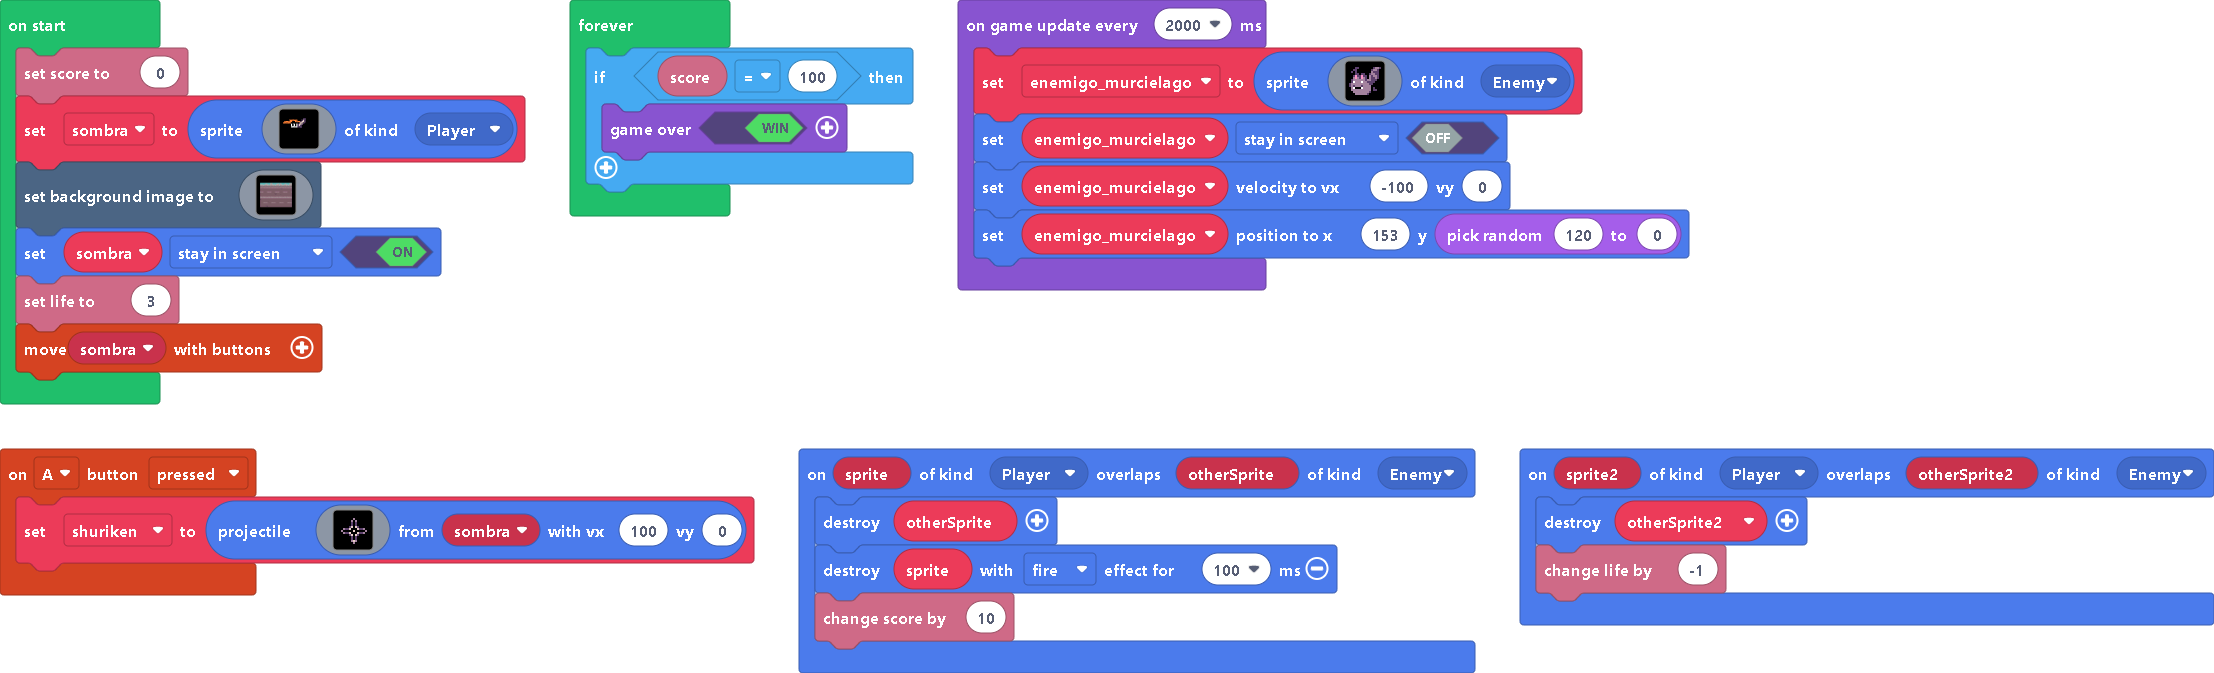 on start
set score to 0
set sombra to sprite of kind Player
set background image to
set sombra stay in screen ON
set life to 3
move sombra with buttons
forever
if score = 100 then
game over WIN
on game update every 2000 ms
set enemigo_murcielago to sprite of kind Enemy
set enemigo_murcielago stay in screen OFF
set enemigo_murcielago velocity to vx -100 vy 0
set enemigo_murcielago position to x 153 y pick random 120 to 0
on A button pressed
set shuriken to projectile from sombra with vx 100 vy 0
on sprite of kind Player overlaps otherSprite of kind Enemy
destroy otherSprite
destroy sprite with fire effect for 100 ms
change score by 10
on sprite2 of kind Player overlaps otherSprite2 of kind Enemy
destroy otherSprite2
change life by -1